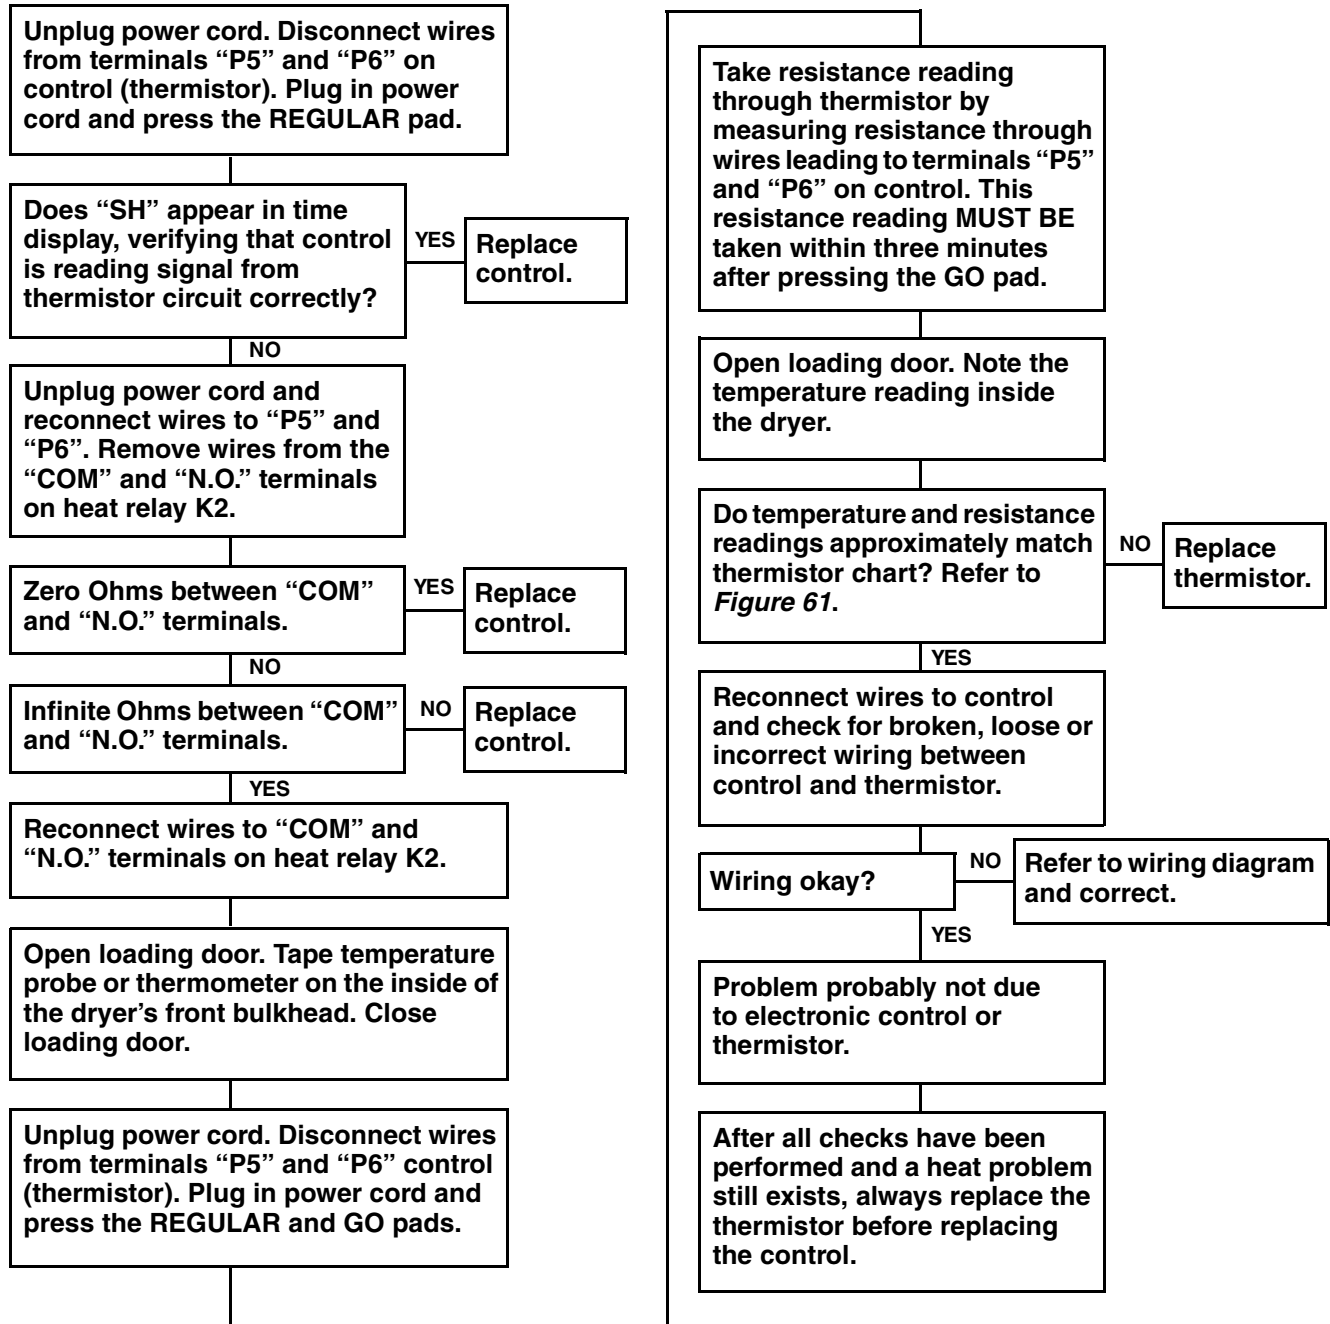 Unplug power cord. Disconnect wires
from terminals “P5” and “P6” on
control (thermistor). Plug in power
cord and press the REGULAR pad.
Does “SH” appear in time
display, verifying that control
is reading signal from
thermistor circuit correctly?
YES
Replace
control.
NO
Unplug power cord and
reconnect wires to “P5” and
“P6”. Remove wires from the
“COM” and “N.O.” terminals
on heat relay K2.
Zero Ohms between “COM”
and “N.O.” terminals.
YES
Replace
control.
NO
Infinite Ohms between “COM”
and “N.O.” terminals.
NO
Replace
control.
YES
Reconnect wires to “COM” and
“N.O.” terminals on heat relay K2.
Open loading door. Tape temperature
probe or thermometer on the inside of
the dryer’s front bulkhead. Close
loading door.
Unplug power cord. Disconnect wires
from terminals “P5” and “P6” control
(thermistor). Plug in power cord and
press the REGULAR and GO pads.
Take resistance reading
through thermistor by
measuring resistance through
wires leading to terminals “P5”
and “P6” on control. This
resistance reading MUST BE
taken within three minutes
after pressing the GO pad.
Open loading door. Note the
temperature reading inside
the dryer.
Do temperature and resistance
readings approximately match
thermistor chart? Refer to
Figure 61.
NO
Replace
thermistor.
YES
Reconnect wires to control
and check for broken, loose or
incorrect wiring between
control and thermistor.
Wiring okay?
NO
Refer to wiring diagram
and correct.
YES
Problem probably not due
to electronic control or
thermistor.
After all checks have been
performed and a heat problem
still exists, always replace the
thermistor before replacing
the control.